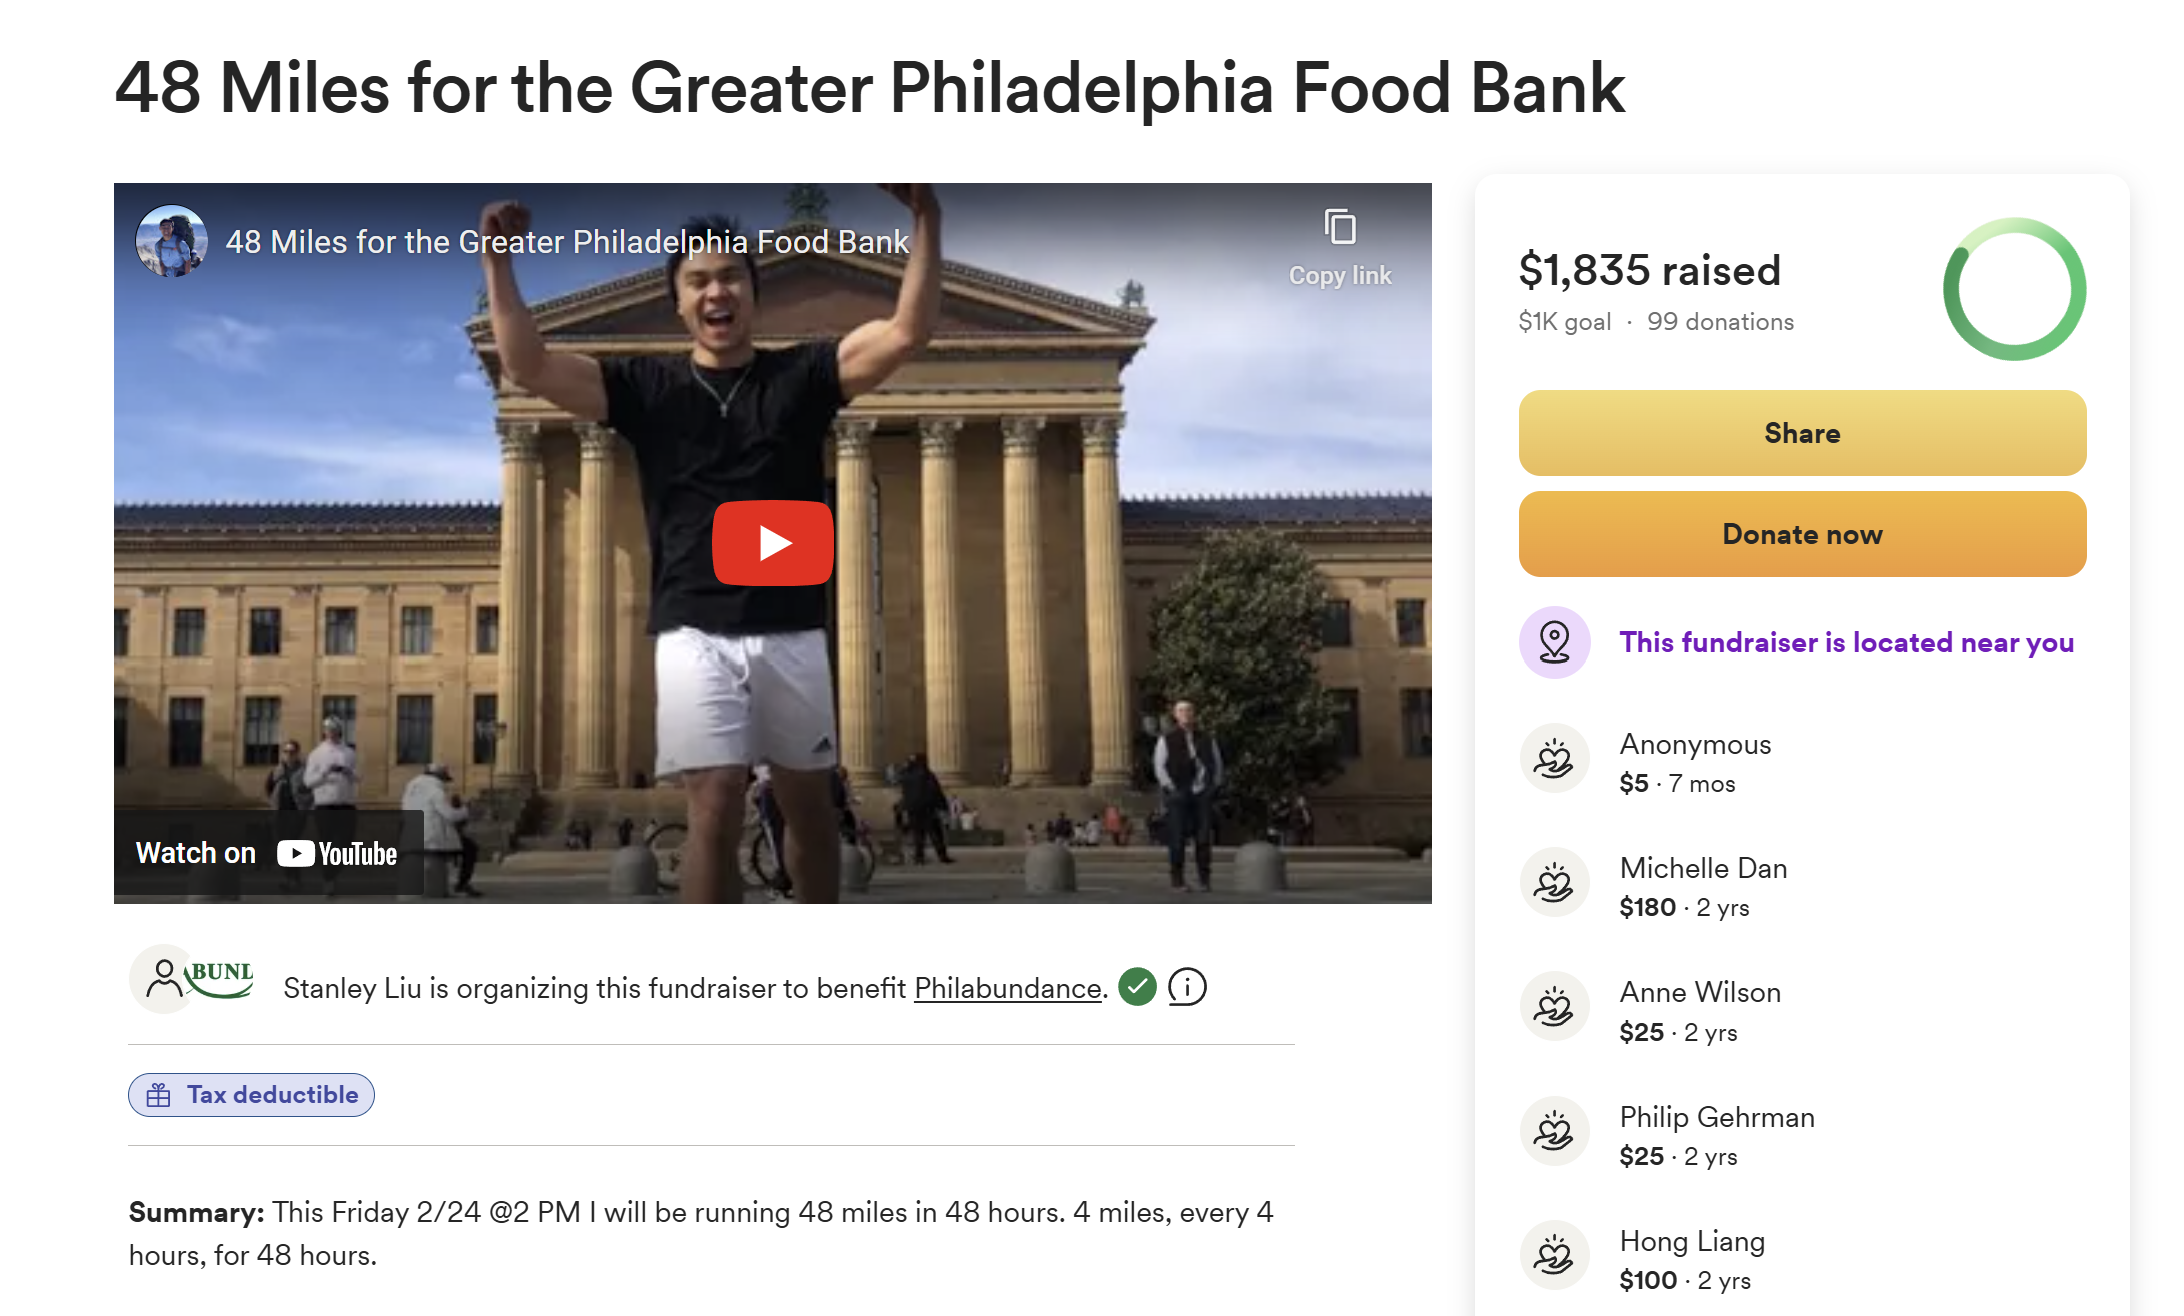 48 Miles for the Greater Philadelphia Food Bank
48 Miles for the Greater Philadelphia Food Bank
Copy link
Watch on YouTube
BUNL
Stanley Liu is organizing this fundraiser to benefit Philabundance.
Tax deductible
Summary: This Friday 2/24 @2 PM I will be running 48 miles in 48 hours. 4 miles, every 4
hours, for 48 hours.
$1,835 raised
$1K goal · 99 donations
Share
Donate now
This fundraiser is located near you
Anonymous
$5 · 7 mos
Michelle Dan
$180 · 2 yrs
Anne Wilson
$25 · 2 yrs
Philip Gehrman
$25 · 2 yrs
Hong Liang
$100 · 2 yrs